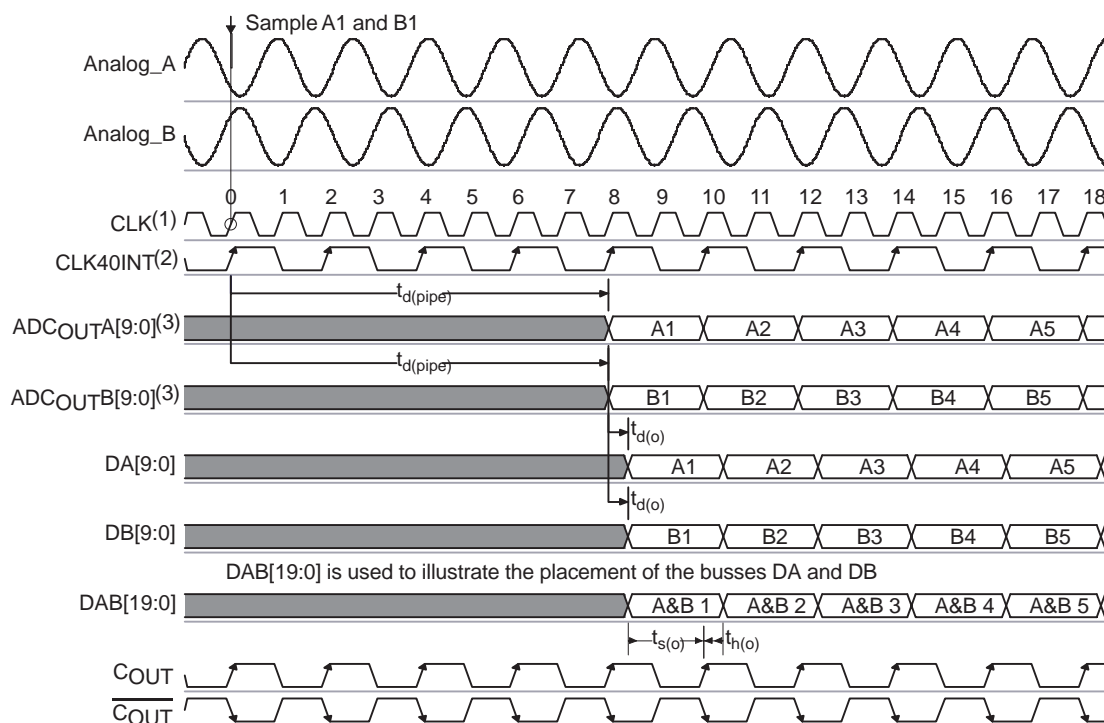 Sample A1 and B1
Analog_A
Analog_B
0 1 2 3 4 5 6 7 8 9 10 11 12 13 14 15 16 17 18
CLK(1)
CLK40INT(2)
td(pipe)
ADCOUTA[9:0](3) A1 A2 A3 A4 A5
td(pipe)
ADCOUTB[9:0](3) B1 B2 B3 B4 B5
td(o)
DA[9:0] A1 A2 A3 A4 A5
td(o)
DB[9:0] B1 B2 B3 B4 B5
DAB[19:0] is used to illustrate the placement of the busses DA and DB
DAB[19:0] A&B 1 A&B 2 A&B 3 A&B 4 A&B 5
ts(o) th(o)
COUT
COUT